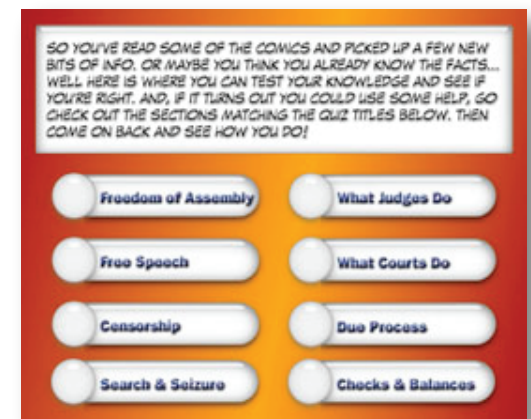 SO YOU'VE READ SOME OF THE COMICS AND PICKED UP A FEW NEW
BITS OF INFO. OR MAYBE YOU THINK YOU ALREADY KNOW THE FACTS...
WELL HERE IS WHERE YOU CAN TEST YOUR KNOWLEDGE AND SEE IF
YOU'RE RIGHT. AND, IF IT TURNS OUT YOU COULD USE SOME HELP, GO
CHECK OUT THE SECTIONS MATCHING THE QUIZ TITLES BELOW. THEN
COME ON BACK AND SEE HOW YOU DO!
Freedom of Assembly
What Judges Do
Free Speech
What Courts Do
Censorship
Due Process
Search & Seizure
Checks & Balances